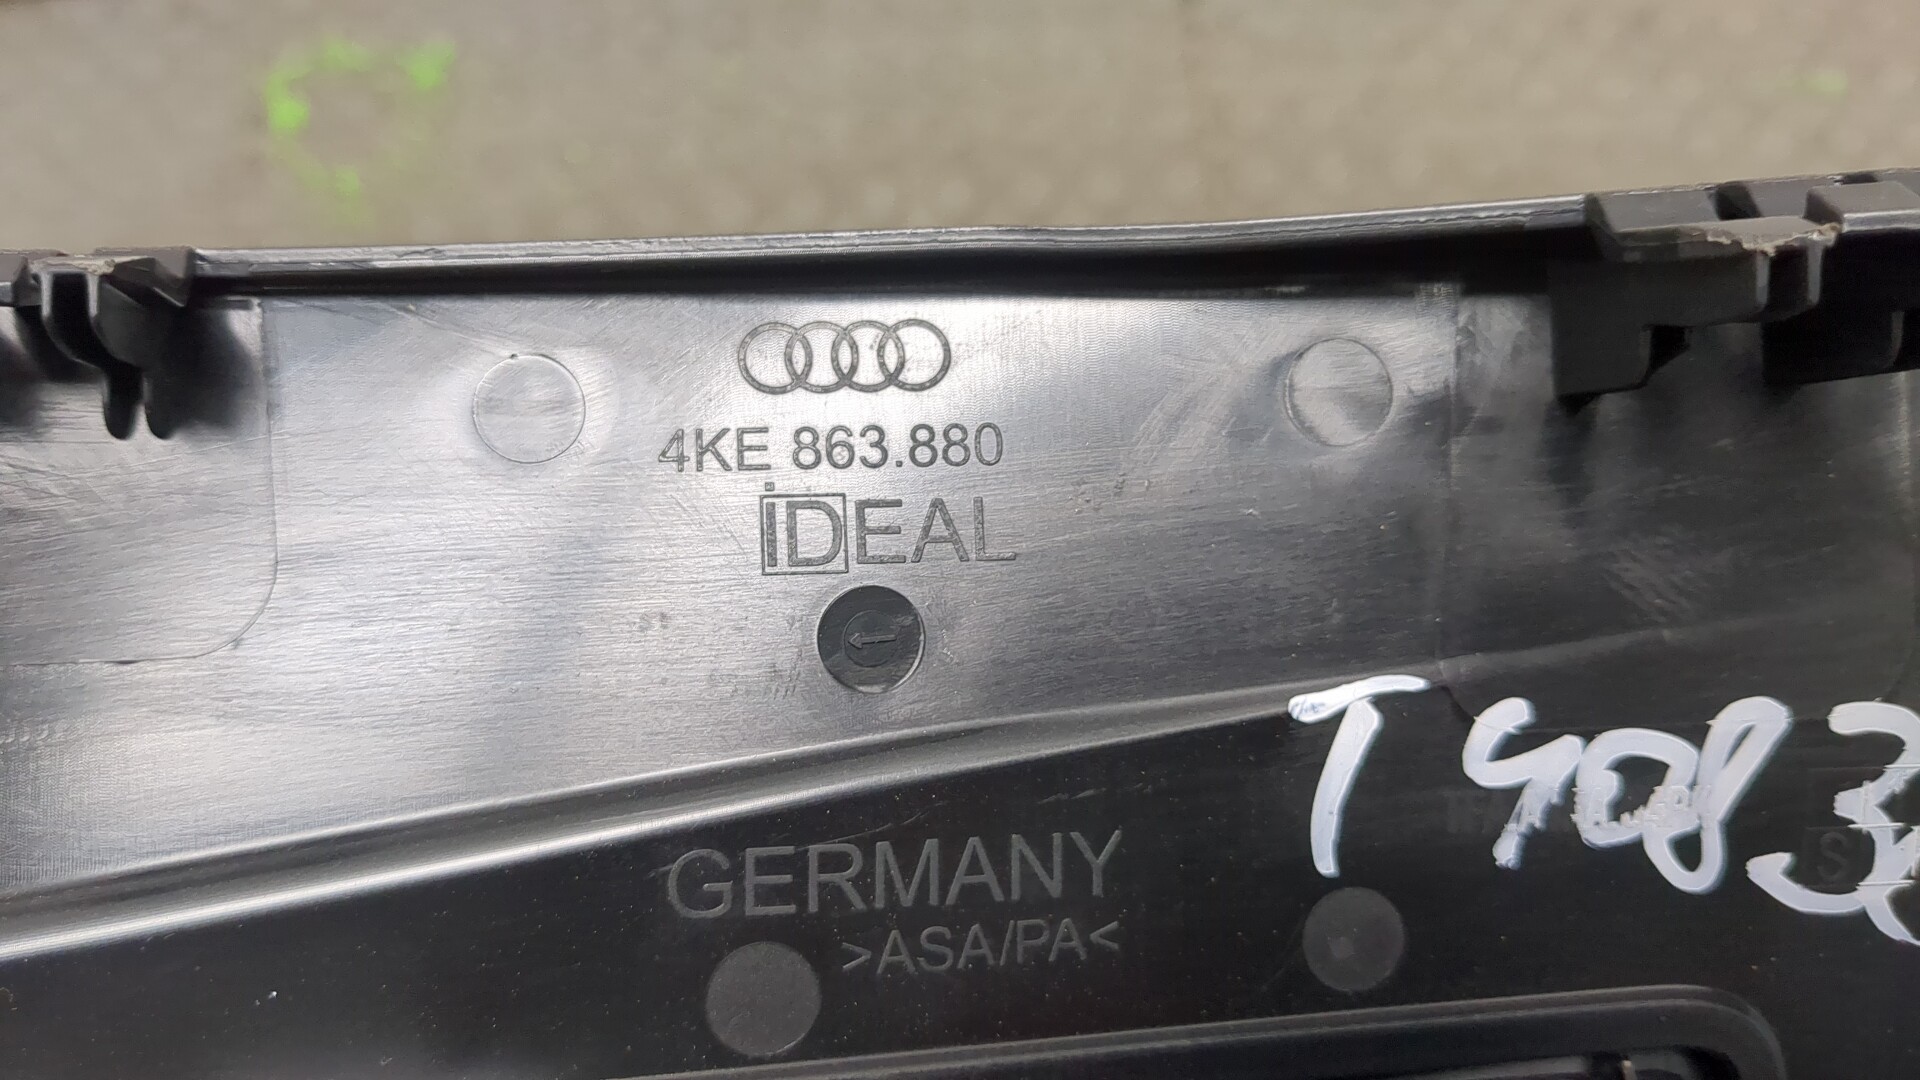 4KE 863.880
iDEAL
GERMANY
>ASA/PA<